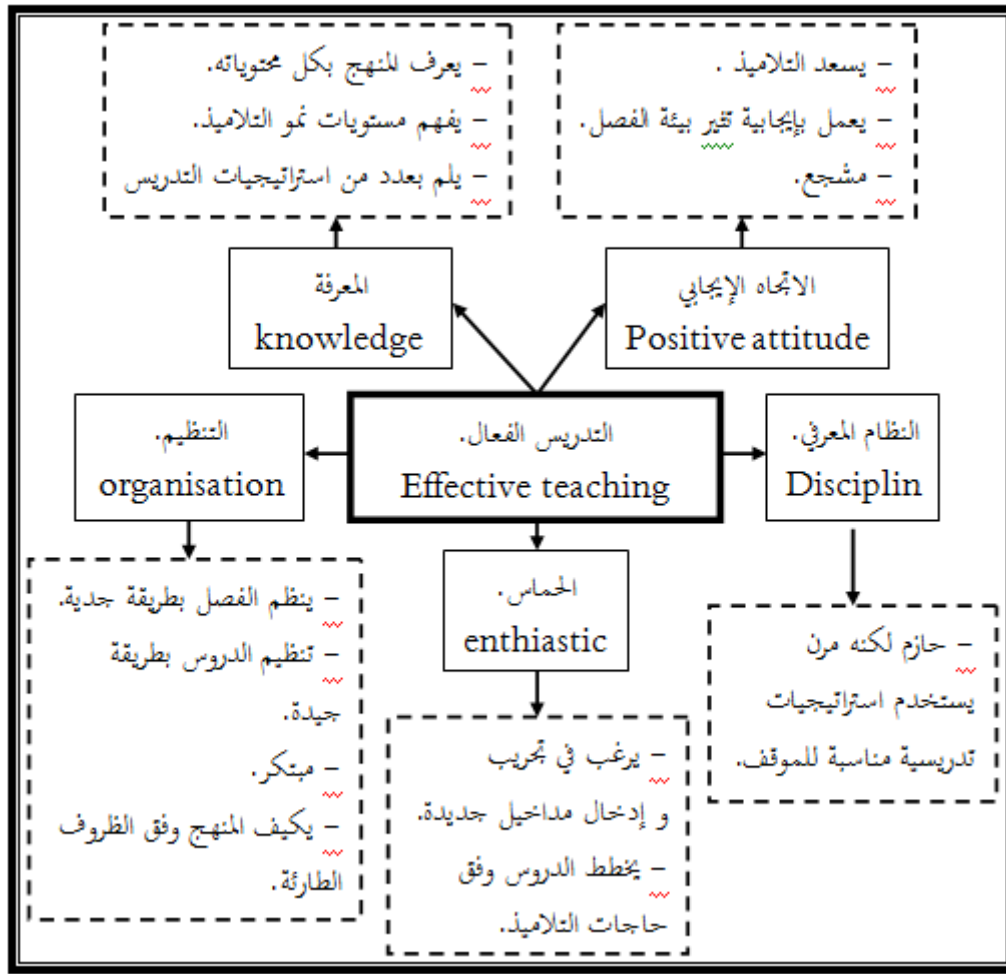 – يسعد التلاميذ .
– يعمل بإيجابية تثير بيئة الفصل.
– مشجع.
– يعرف المنهج بكل محتوياته.
– يفهم مستويات نمو التلاميذ.
– يلم بعدد من استراتيجيات التدريس
الاتجاه الإيجابي
Positive attitude
المعرفة
knowledge
النظام المعرفي.
Disciplin
التدريس الفعال.
Effective teaching
التنظيم.
organisation
الحماس.
enthiastic
– حازم لكنه مرن
يستخدم استراتيجيات
تدريسية مناسبة للموقف.
– يرغب في تجريب
و إدخال مداخيل جديدة.
– يخطط الدروس وفق
حاجات التلاميذ.
– ينظم الفصل بطريقة جدية.
– تنظيم الدروس بطريقة
جيدة.
– مبتكر.
– يكيف المنهج وفق الظروف
الطارئة.